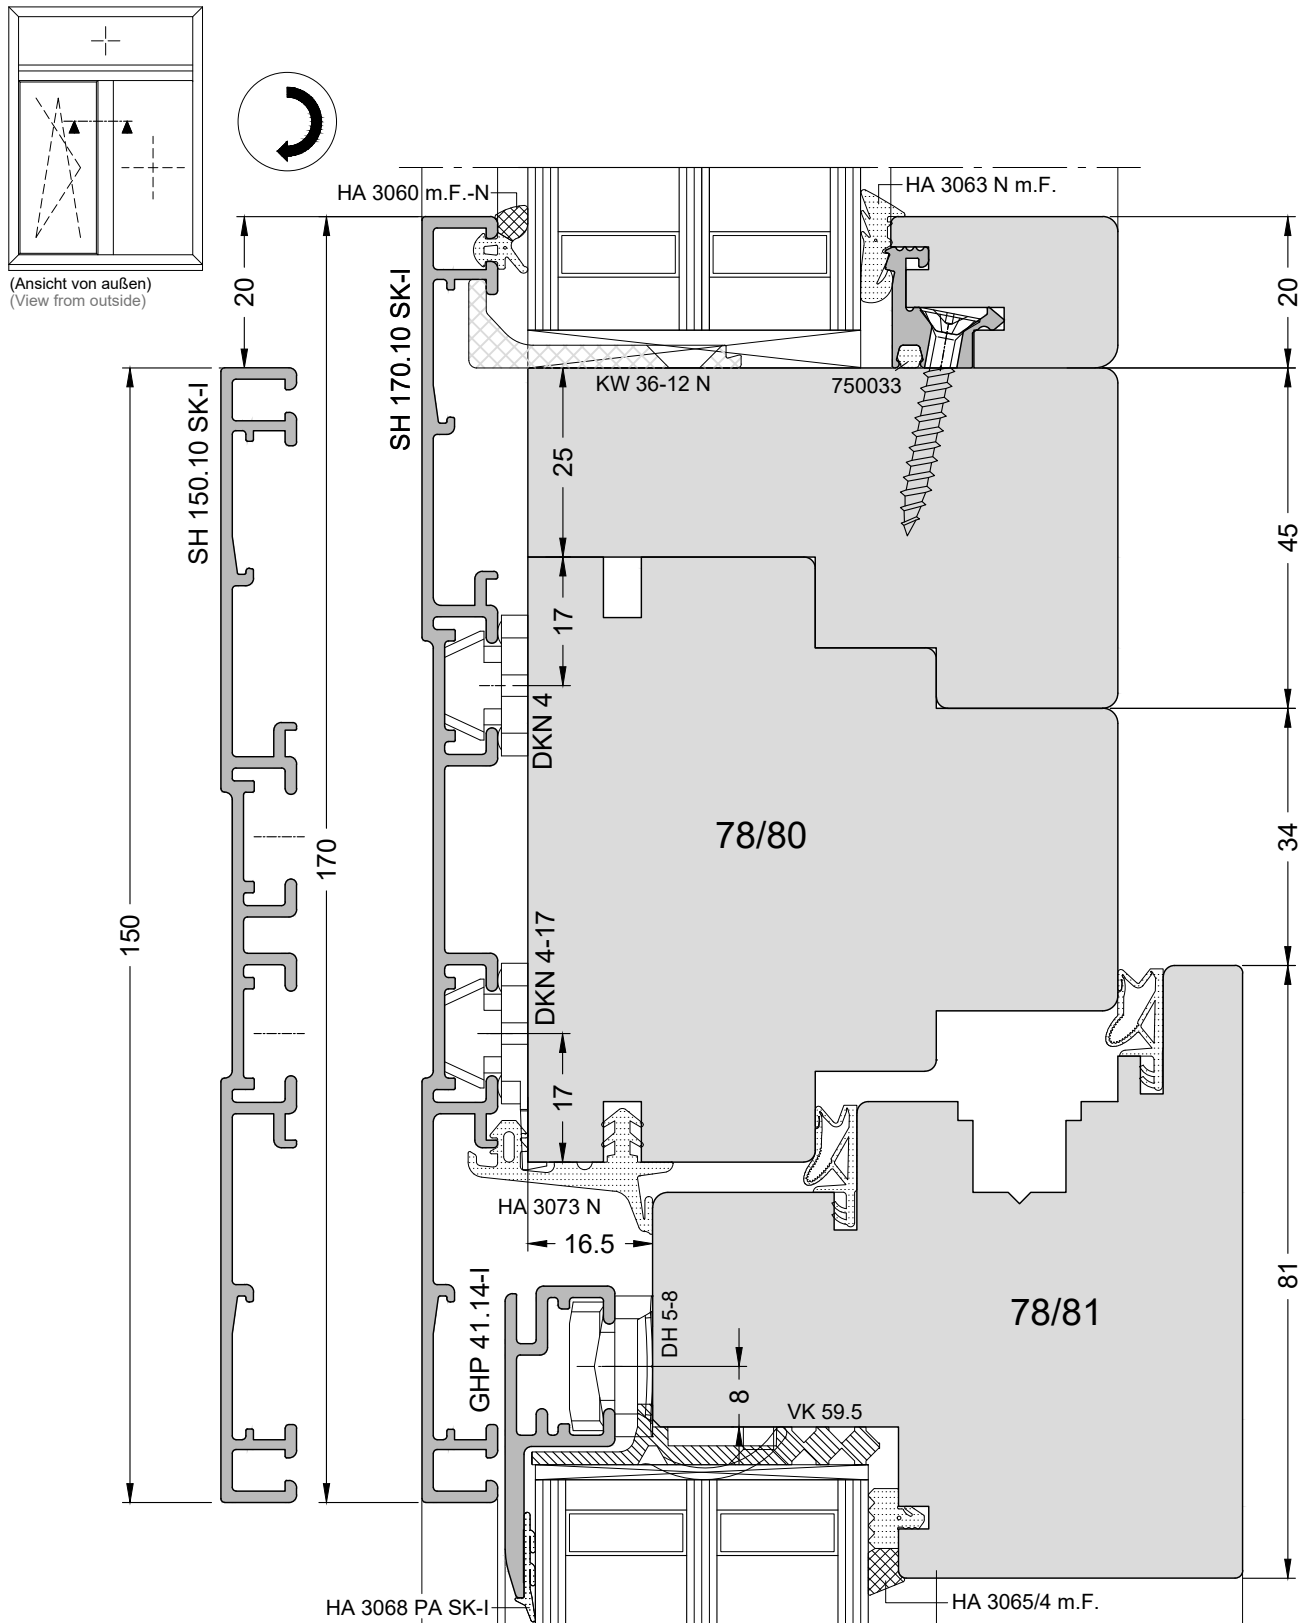 (Ansicht von außen)
(View from outside)
HA 3060 m.F.-N
HA 3063 N m.F.
20
SH 150.10 SK-I
SH 170.10 SK-I
20
KW 36-12 N
750033
25
45
17
DKN 4
78/80
34
170
150
DKN 4-17
17
HA 3073 N
16.5
GHP 41.14-I
DH 5-8
78/81
81
8
VK 59.5
HA 3068 PA SK-I
HA 3065/4 m.F.